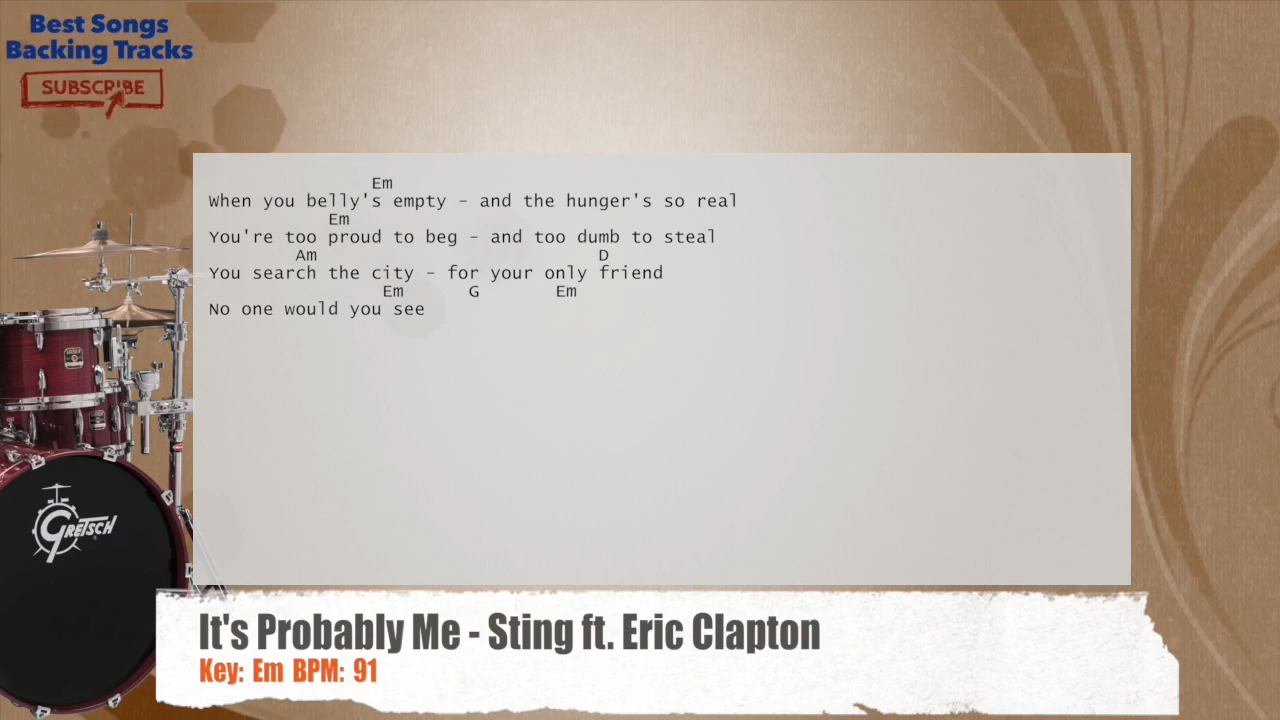 Best Songs
Backing Tracks
SUBSCRIBE
Em
When you belly's empty - and the hunger's so real
Em
You're too proud to beg - and too dumb to steal
Am D
You search the city - for your only friend
Em G Em
No one would you see
GRETSCH
It's Probably Me - Sting ft. Eric Clapton
Key: Em BPM: 91